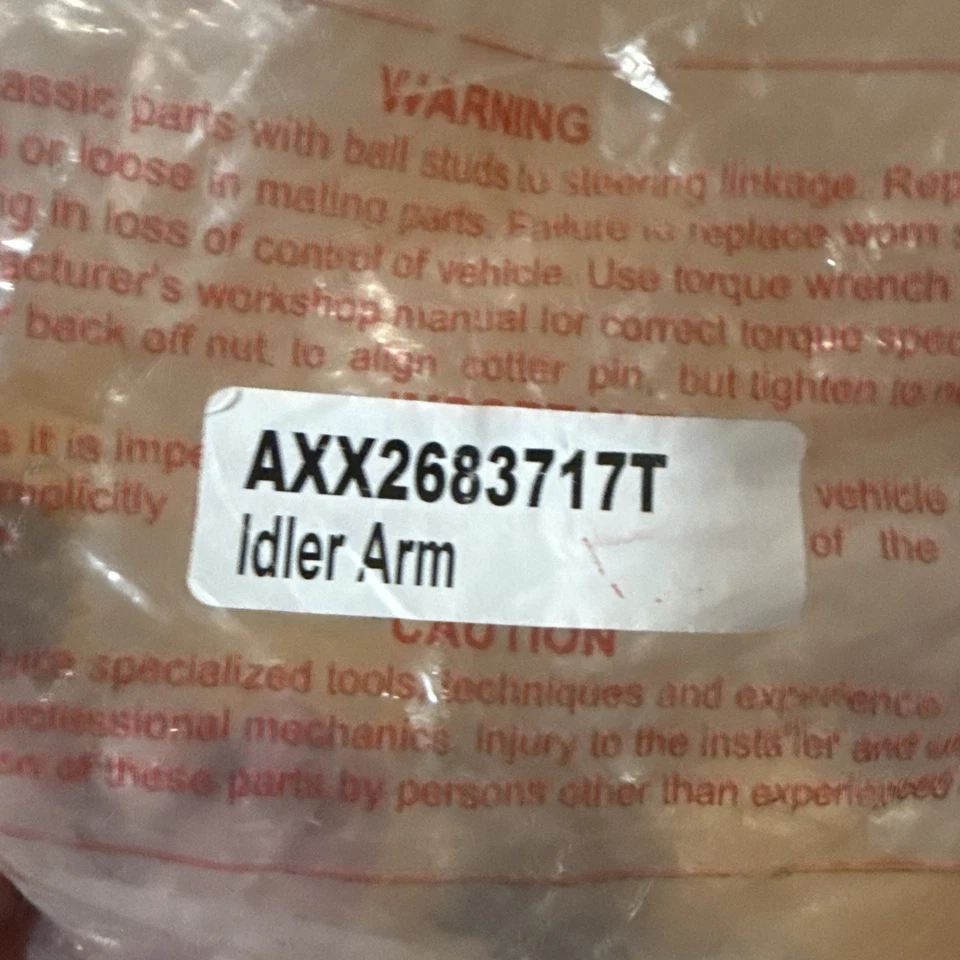 WARNING
assis parts with ball studs to steering linkage. Rep
or loose in mating parts. Failure to replace worn
ng in loss of control of vehicle. Use torque wrench
acturer's workshop manual for correct torque spec
back off nut to align cotter pin, but tighten to ne
s it is impe
vehicle
mplicitly
of the
AXX2683717T
Idler Arm
CAUTION
specialized tools, techniques and experience
professional mechanics. Injury to the installer and
of these parts by persons other than experienced